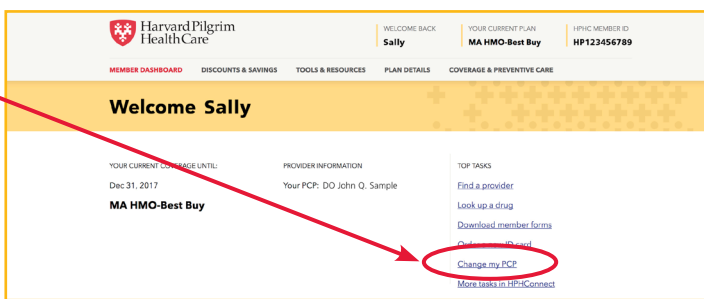 Harvard Pilgrim
HealthCare
WELCOME BACK
Sally
YOUR CURRENT PLAN
MA HMO-Best Buy
HPHC MEMBER ID
HP123456789
MEMBER DASHBOARD DISCOUNTS & SAVINGS TOOLS & RESOURCES PLAN DETAILS COVERAGE & PREVENTIVE CARE
Welcome Sally
YOUR CURRENT COVERAGE UNTIL:
Dec 31, 2017
MA HMO-Best Buy
PROVIDER INFORMATION
Your PCP: DO John Q. Sample
TOP TASKS
Find a provider
Look up a drug
Download member forms
Order a new ID card
Change my PCP
More tasks in HPHConnect